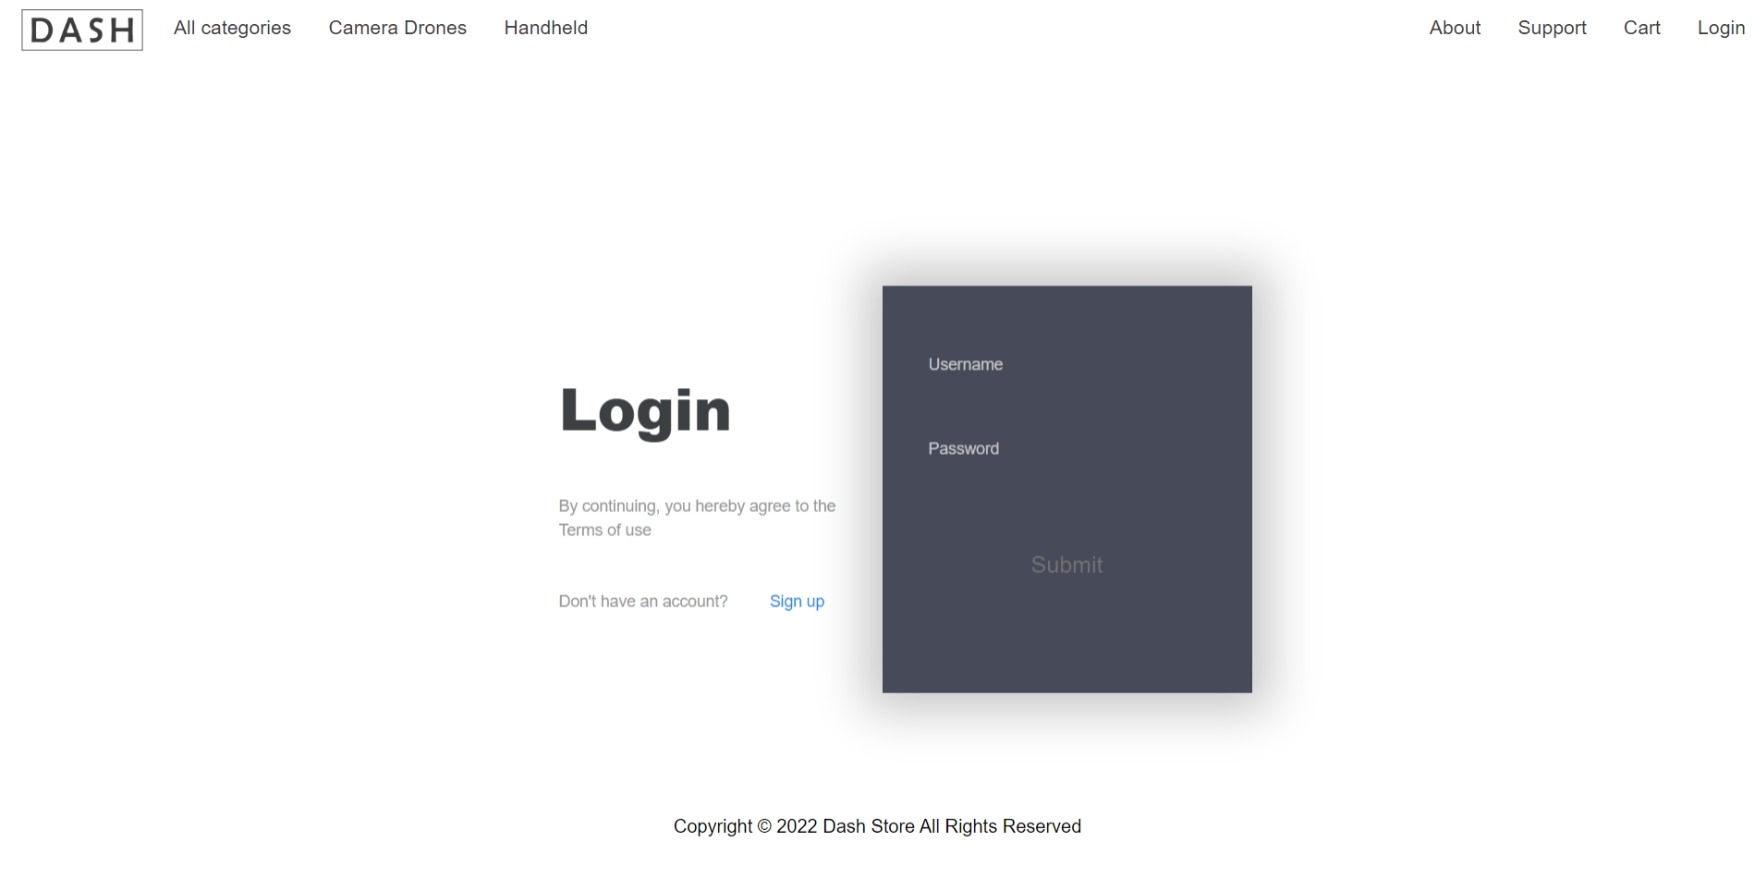 DASH All categories Camera Drones Handheld About Support Cart Login
Login
By continuing, you hereby agree to the
Terms of use
Don't have an account? Sign up
Username
Password
Submit
Copyright © 2022 Dash Store All Rights Reserved